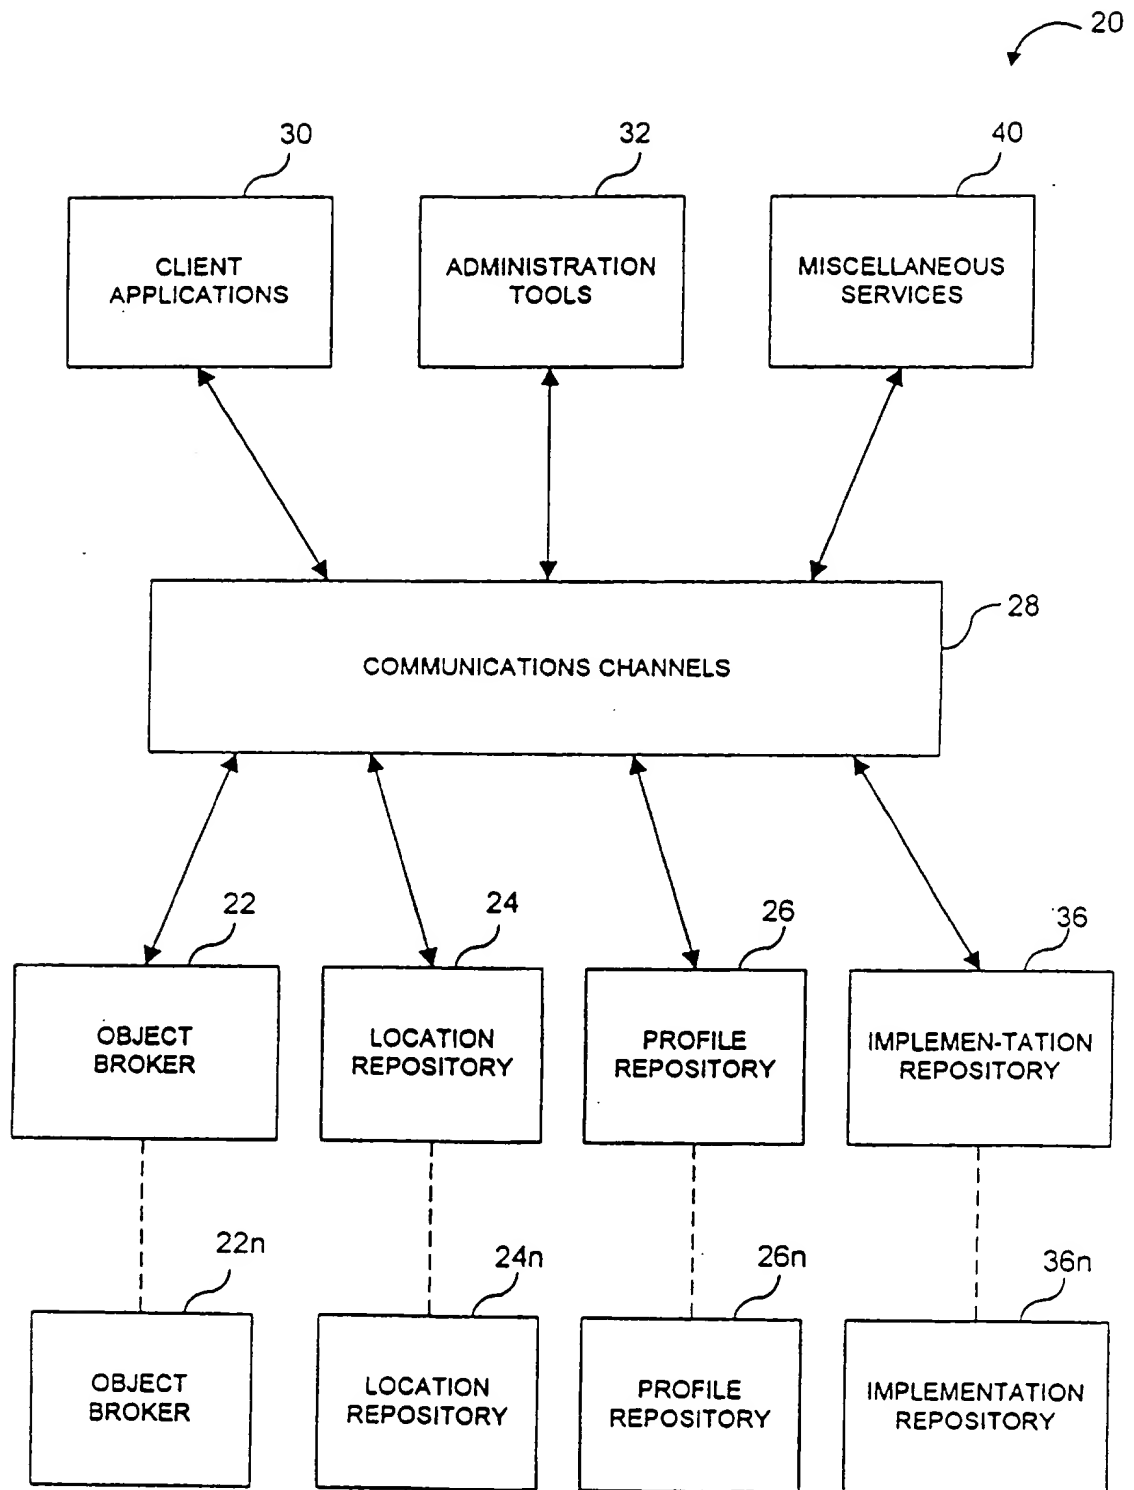 20
30
32
40
CLIENT
APPLICATIONS
ADMINISTRATION
TOOLS
MISCELLANEOUS
SERVICES
28
COMMUNICATIONS CHANNELS
22
24
26
36
OBJECT
BROKER
LOCATION
REPOSITORY
PROFILE
REPOSITORY
IMPLEMEN-TATION
REPOSITORY
22n
24n
26n
36n
OBJECT
BROKER
LOCATION
REPOSITORY
PROFILE
REPOSITORY
IMPLEMENTATION
REPOSITORY